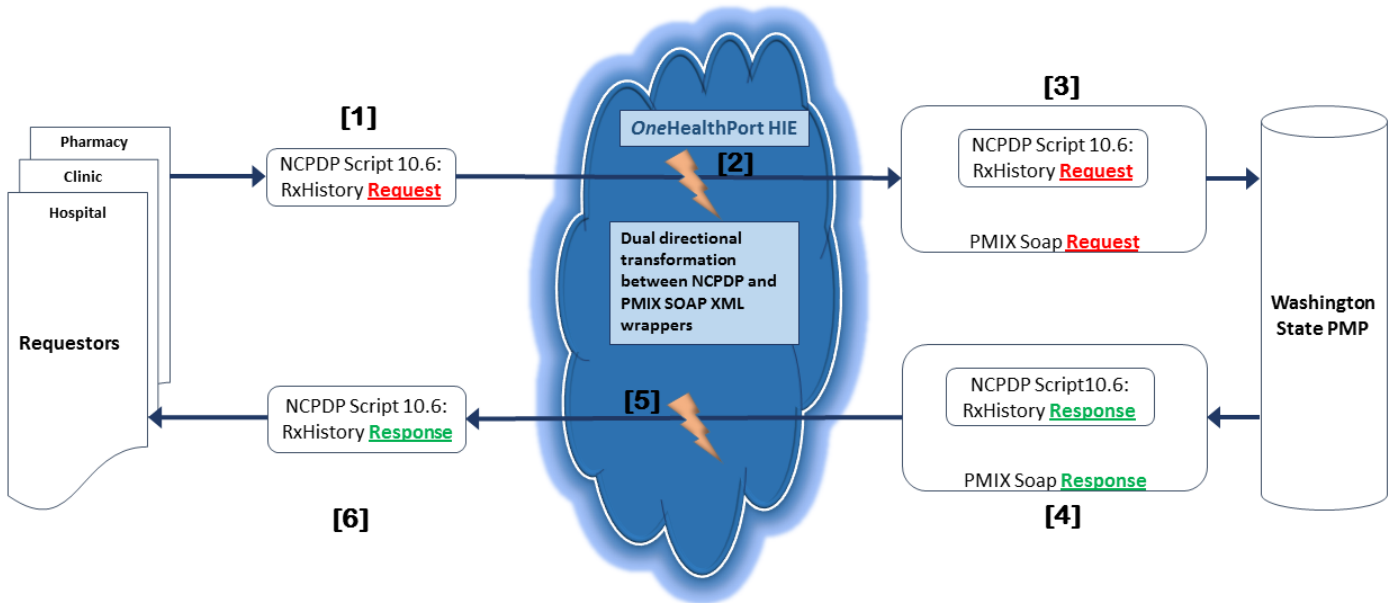 Pharmacy
Clinic
Hospital
Requestors
[1]
NCPDP Script 10.6:
RxHistory Request
OneHealthPort HIE
[2]
Dual directional
transformation
between NCPDP and
PMIX SOAP XML
wrappers
[3]
NCPDP Script 10.6:
RxHistory Request
PMIX Soap Request
Washington
State PMP
NCPDP Script10.6:
RxHistory Response
PMIX Soap Response
[4]
[5]
NCPDP Script 10.6:
RxHistory Response
[6]